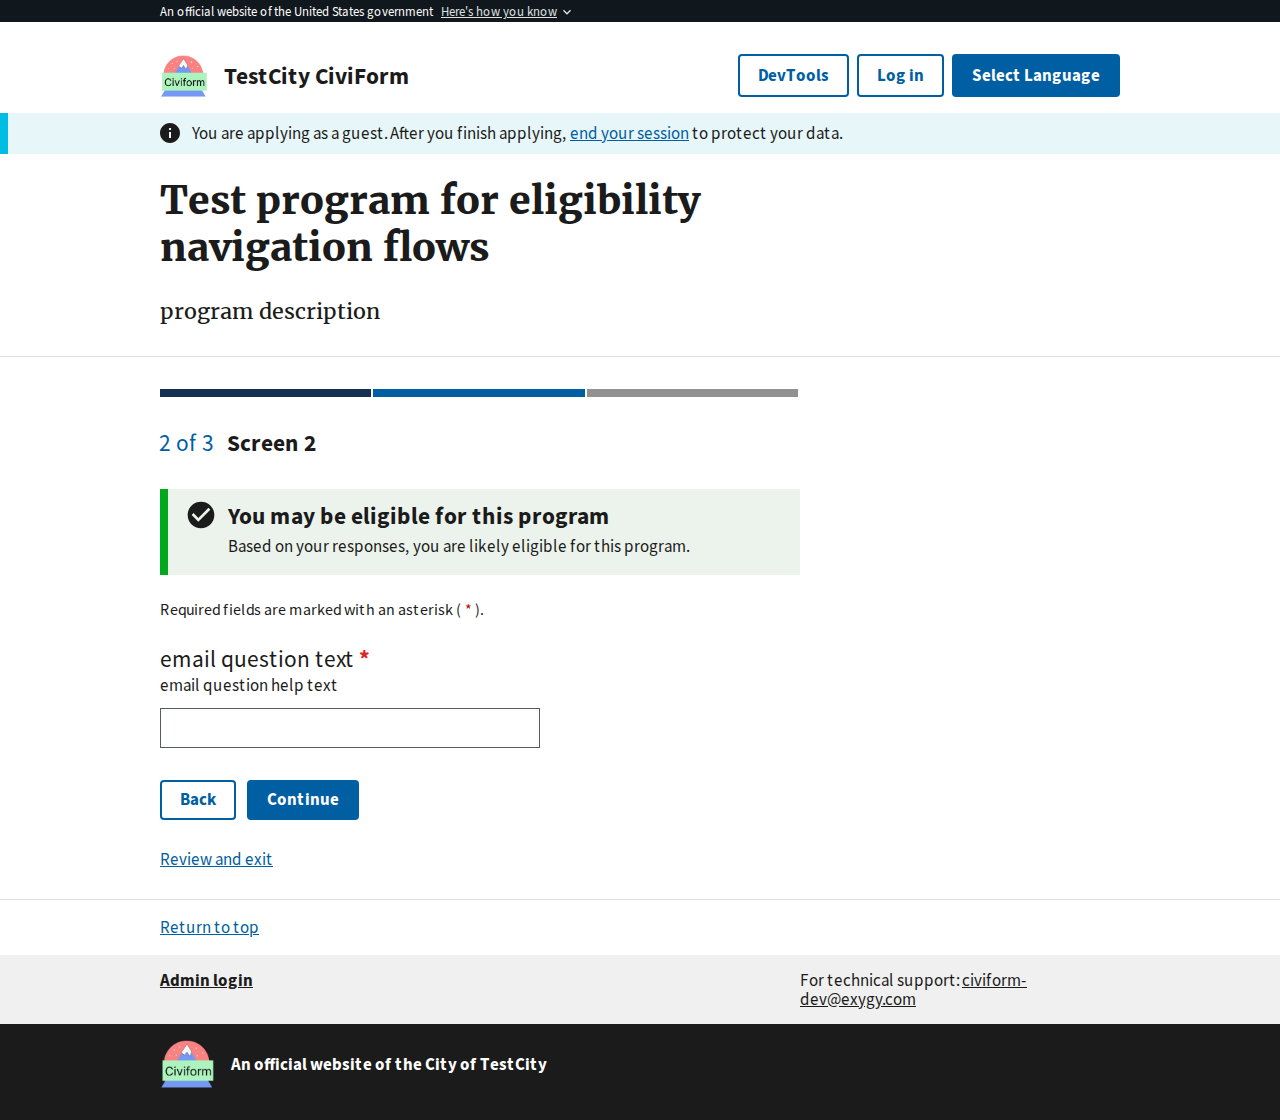 An official website of the United States government Here's how you know
Civiform TestCity CiviForm DevTools Log in Select Language
You are applying as a guest. After you finish applying, end your session to protect your data.
Test program for eligibility
navigation flows
program description
2 of 3 Screen 2
You may be eligible for this program
Based on your responses, you are likely eligible for this program.
Required fields are marked with an asterisk ( * ).
email question text *
email question help text
Back Continue
Review and exit
Return to top
Admin login For technical support: civiform-
dev@exygy.com
Civiform An official website of the City of TestCity